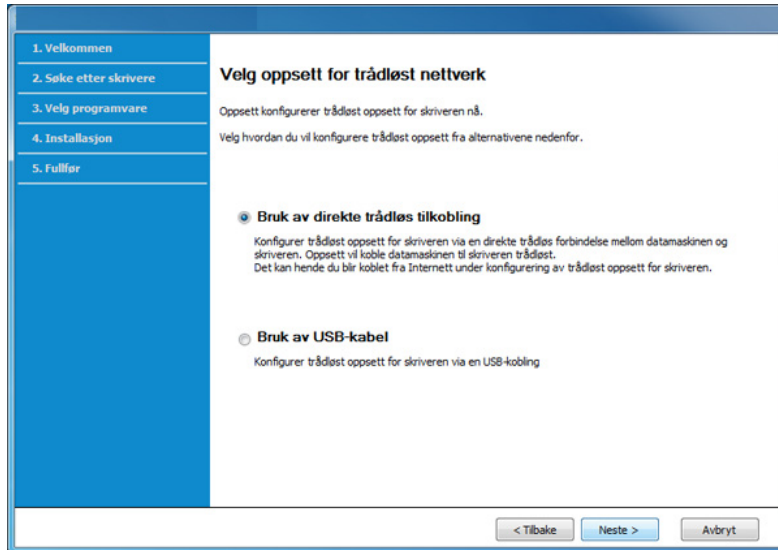 1. Velkommen
2. Søke etter skrivere
3. Velg programvare
4. Installasjon
5. Fullfør
Velg oppsett for trådløst nettverk
Oppsett konfigurerer trådløst oppsett for skriveren nå.
Velg hvordan du vil konfigurere trådløst oppsett fra alternativene nedenfor.
Bruk av direkte trådløs tilkobling
Konfigurer trådløst oppsett for skriveren via en direkte trådløs forbindelse mellom datamaskinen og
skriveren. Oppsett vil koble datamaskinen til skriveren trådløst.
Det kan hende du blir koblet fra Internett under konfigurering av trådløst oppsett for skriveren.
Bruk av USB-kabel
Konfigurer trådløst oppsett for skriveren via en USB-kobling
< Tilbake
Neste >
Avbryt